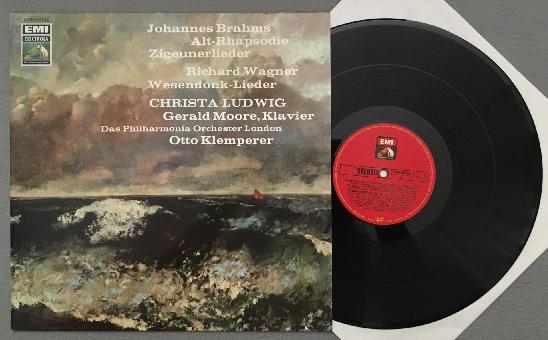 EMI
ELECTROLA
Johannes Brahms
Alt-Rhapsodie
Zigeunerlieder
Richard Wagner
Wesendonk-Lieder
CHRISTA LUDWIG
Gerald Moore, Klavier
Das Philharmonia Orchester London
Otto Klemperer
EMI
STEREO